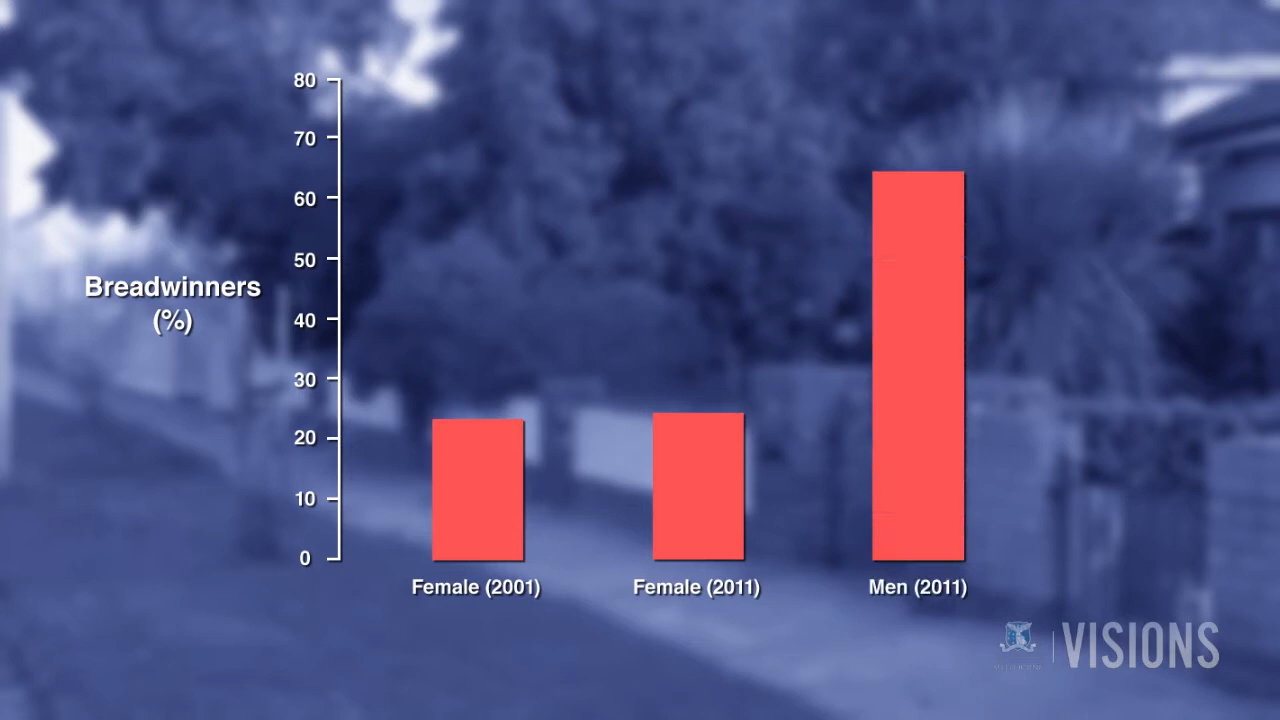 80
70
60
50
40
30
20
10
0
Breadwinners
(%)
Female (2001)
Female (2011)
Men (2011)
VISIONS